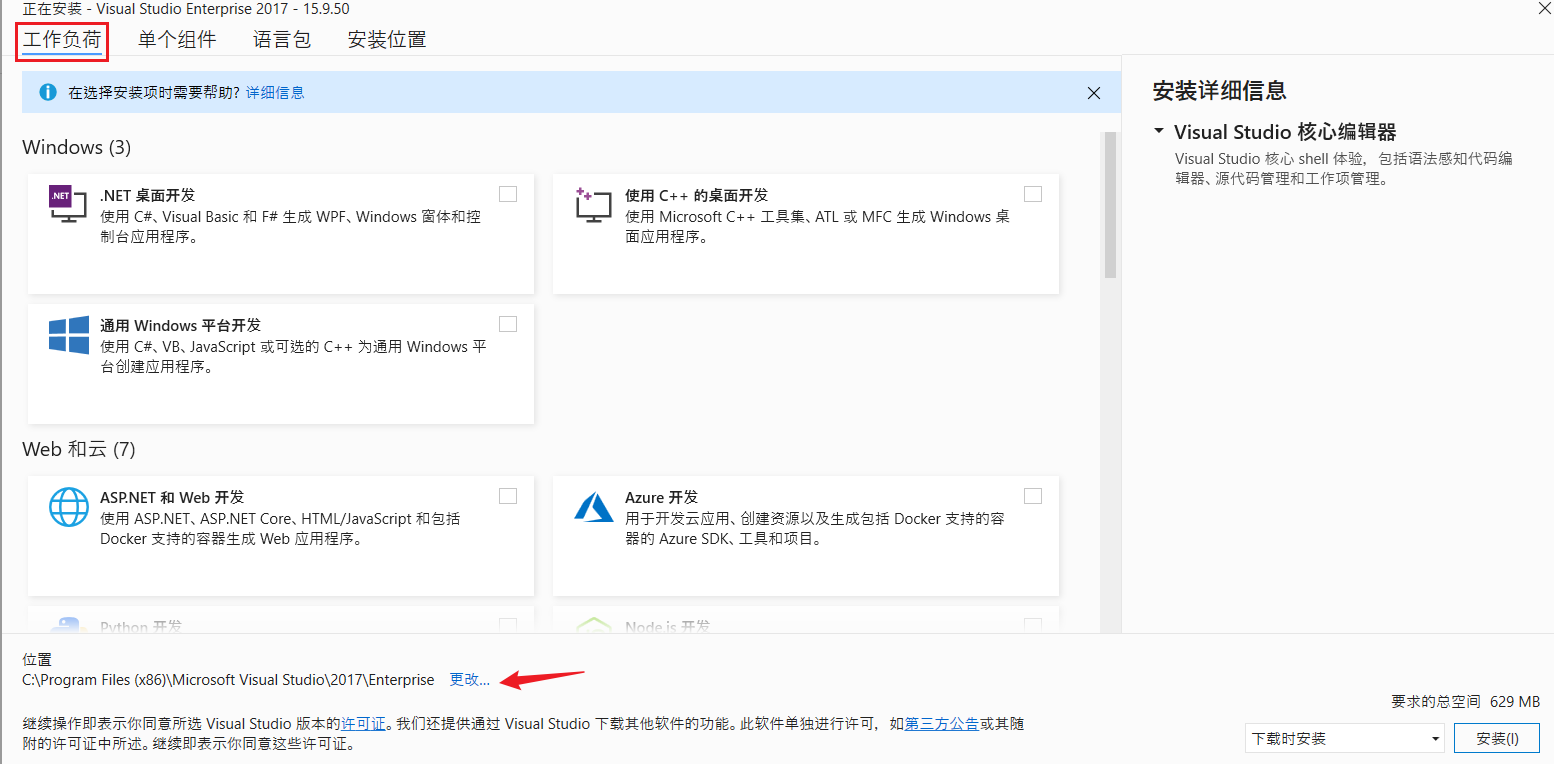 正在安装 - Visual Studio Enterprise 2017 - 15.9.50
工作负荷 单个组件 语言包 安装位置
在选择安装项时需要帮助? 详细信息
Windows (3)
.NET
.NET 桌面开发
使用 C#、Visual Basic 和 F# 生成 WPF、Windows 窗体和控
制台应用程序。
使用 C++ 的桌面开发
使用 Microsoft C++ 工具集、ATL 或 MFC 生成 Windows 桌
面应用程序。
通用 Windows 平台开发
使用 C#、VB、JavaScript 或可选的 C++ 为通用 Windows 平
台创建应用程序。
Web 和云 (7)
ASP.NET 和 Web 开发
使用 ASP.NET、ASP.NET Core、HTML/JavaScript 和包括
Docker 支持的容器生成 Web 应用程序。
Azure 开发
用于开发云应用、创建资源以及生成包括 Docker 支持的容
器的 Azure SDK、工具和项目。
Python 开发
Node.js 开发
安装详细信息
Visual Studio 核心编辑器
Visual Studio 核心 shell 体验，包括语法感知代码编
辑器、源代码管理和工作项管理。
位置
C:\Program Files (x86)\Microsoft Visual Studio\2017\Enterprise 更改...
继续操作即表示你同意所选 Visual Studio 版本的许可证。我们还提供通过 Visual Studio 下载其他软件的功能。此软件单独进行许可，如第三方公告或其随
附的许可证中所述。继续即表示你同意这些许可证。
要求的总空间 629 MB
下载时安装
安装(I)